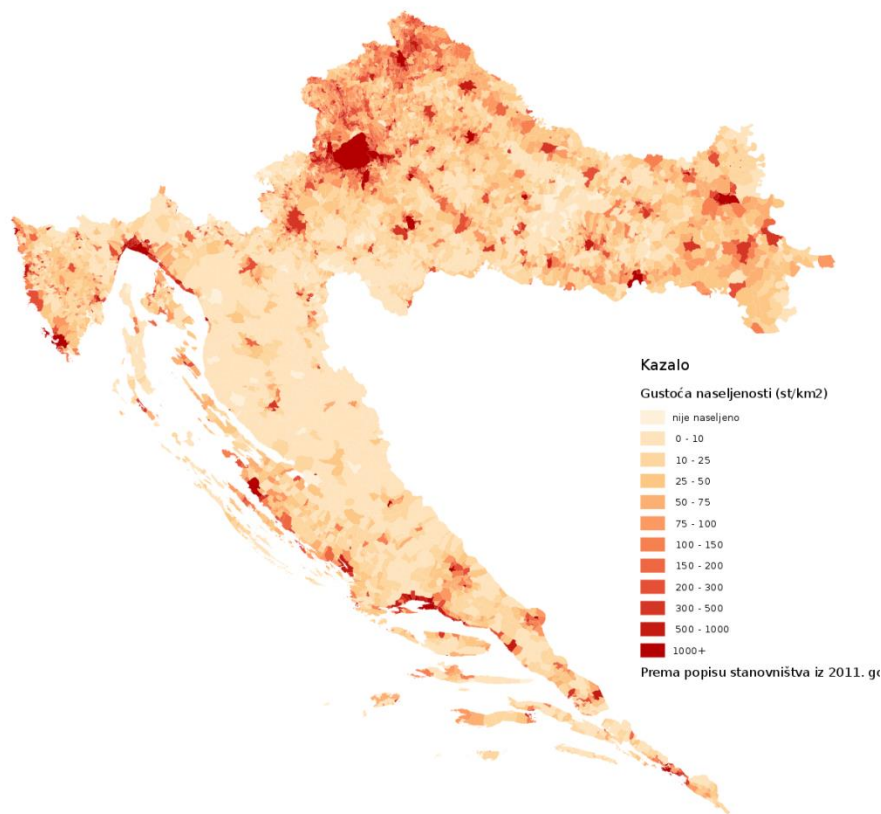 Kazalo
Gustoća naseljenosti (st/km2)
nije naseljeno
0 - 10
10 - 25
25 - 50
50 - 75
75 - 100
100 - 150
150 - 200
200 - 300
300 - 500
500 - 1000
1000+
Prema popisu stanovništva iz 2011. go